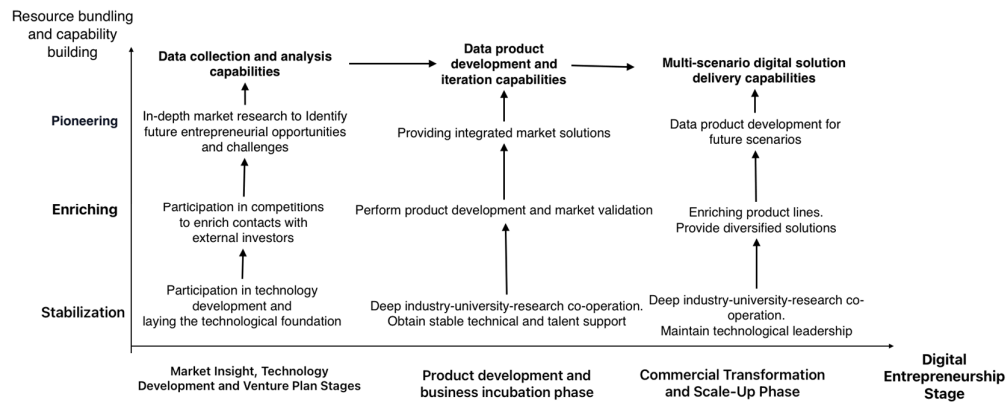 Resource bundling
and capability
building
Data collection and analysis
capabilities
Data product
development and
iteration capabilities
Multi-scenario digital solution
delivery capabilities
Pioneering
In-depth market research to Identify
future entrepreneurial opportunities
and challenges
Providing integrated market solutions
Data product development for
future scenarios
Enriching
Participation in competitions
to enrich contacts with
external investors
Perform product development and market validation
Enriching product lines.
Provide diversified solutions
Stabilization
Participation in technology
development and
laying the technological foundation
Deep industry-university-research co-operation.
Obtain stable technical and talent support
Deep industry-university-research co-
operation.
Maintain technological leadership
Market Insight, Technology
Development and Venture Plan Stages
Product development and
business incubation phase
Commercial Transformation
and Scale-Up Phase
Digital
Entrepreneurship
Stage